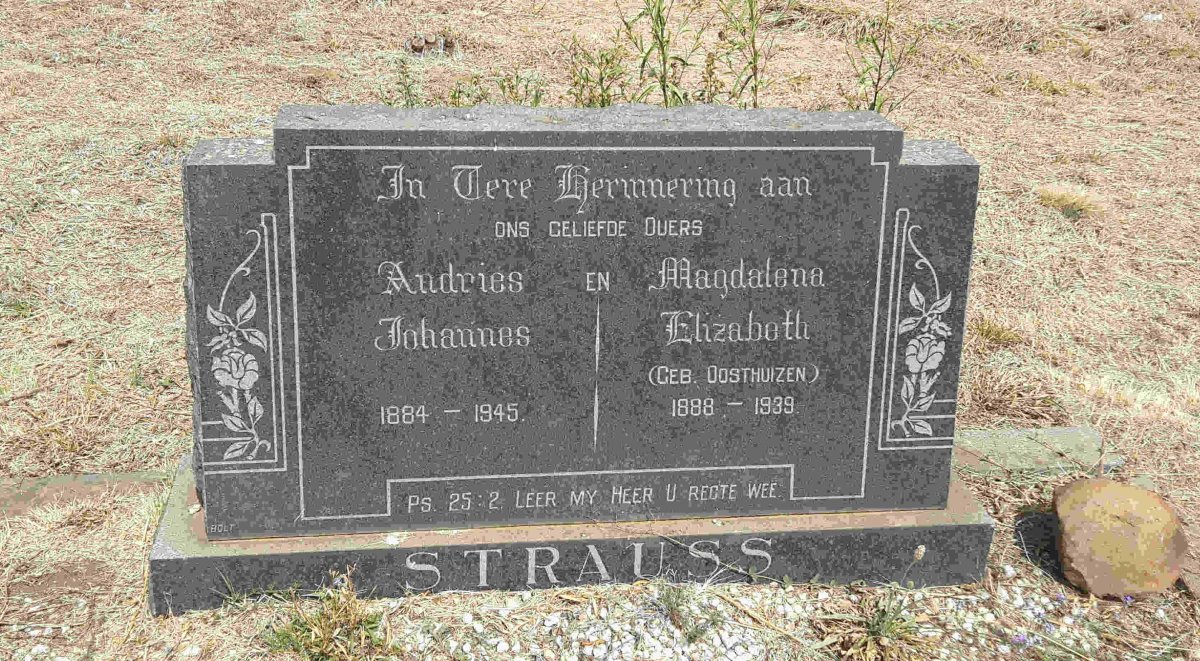 In Tere Herinnering aan
ONS GELIEFDE OUERS
Andries EN Magdalena
Johannes Elizabeth
(GEB. OOSTHUIZEN)
1884 – 1945. 1888 – 1939.
PS. 25:2. LEER MY HEER U REGTE WEE.
HOLT
STRAUSS